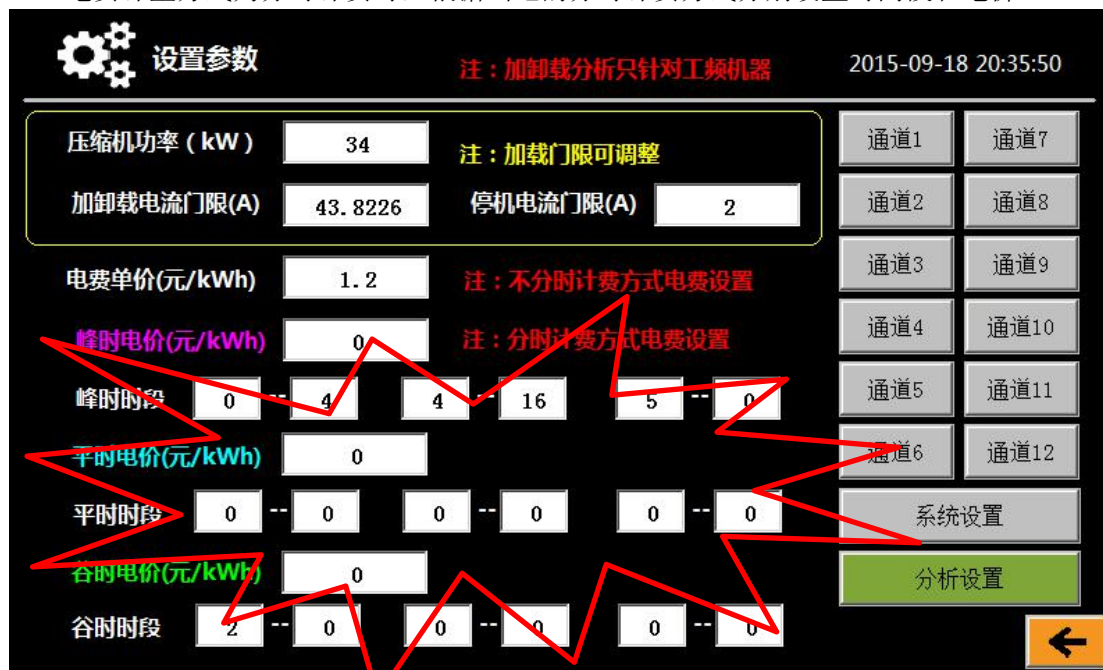 设置参数
注：加卸载分析只针对工频机器
2015-09-18 20:35:50
压缩机功率（kW）
34
注：加载门限可调整
加卸载电流门限(A)
43.8226
停机电流门限(A)
2
电费单价(元/kWh)
1.2
注：不分时计费方式电费设置
峰时电价(元/kWh)
0
注：分时计费方式电费设置
峰时时段 0 -- 4 4 -- 16 5 -- 0
平时电价(元/kWh)
0
平时时段 0 -- 0 0 -- 0 0 -- 0
谷时电价(元/kWh)
0
谷时时段 2 -- 0 0 -- 0 0 -- 0
通道1 通道7
通道2 通道8
通道3 通道9
通道4 通道10
通道5 通道11
通道6 通道12
系统设置
分析设置